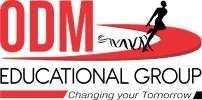 ODM
EDUCATIONAL GROUP
Changing your Tomorrow